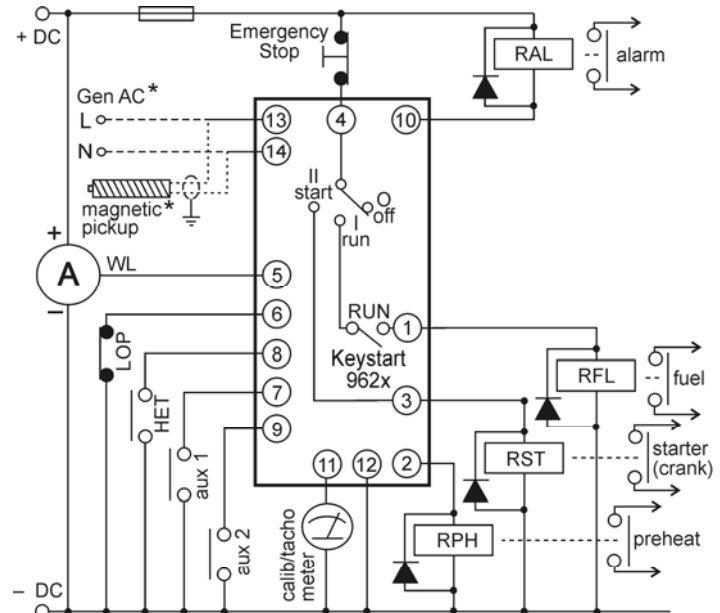 + DC
Emergency
Stop
RAL
alarm
Gen AC*
L
N
13
14
4
10
magnetic*
pickup
II
start
O
off
I
run
+
A
–
WL
5
6
8
7
9
LOP
HET
aux 1
aux 2
RUN
1
Keystart
962x
3
2
11
12
RFL
fuel
RST
starter
(crank)
RPH
preheat
calib/tacho
meter
– DC